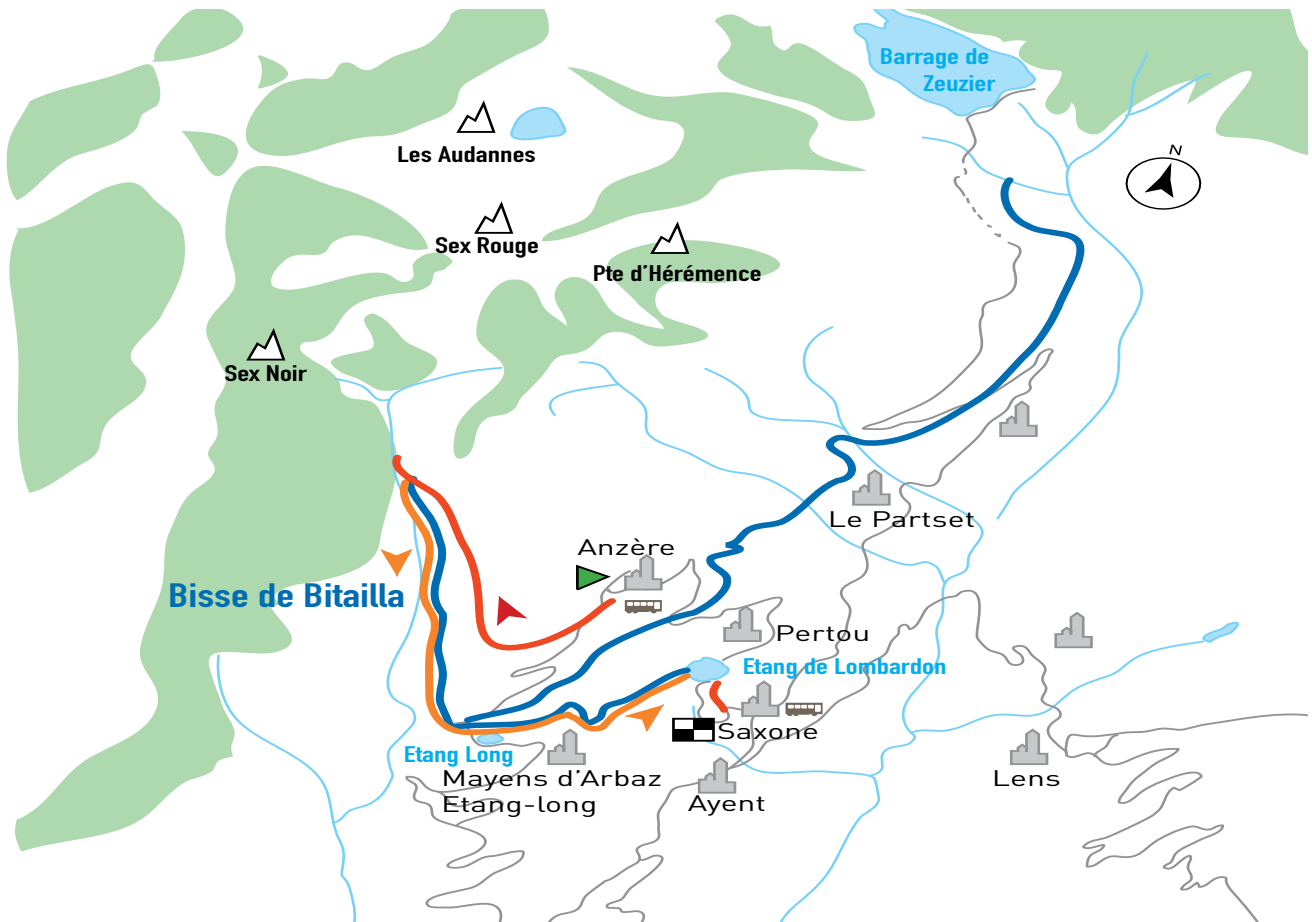 Barrage de
Zeuzier
Les Audannes
N
Sex Rouge
Pte d'Hérémence
Sex Noir
Le Partset
Anzère
Bisse de Bitailla
Pertou
Etang de Lombardon
Saxone
Etang Long
Mayens d'Arbaz
Etang-long
Ayent
Lens